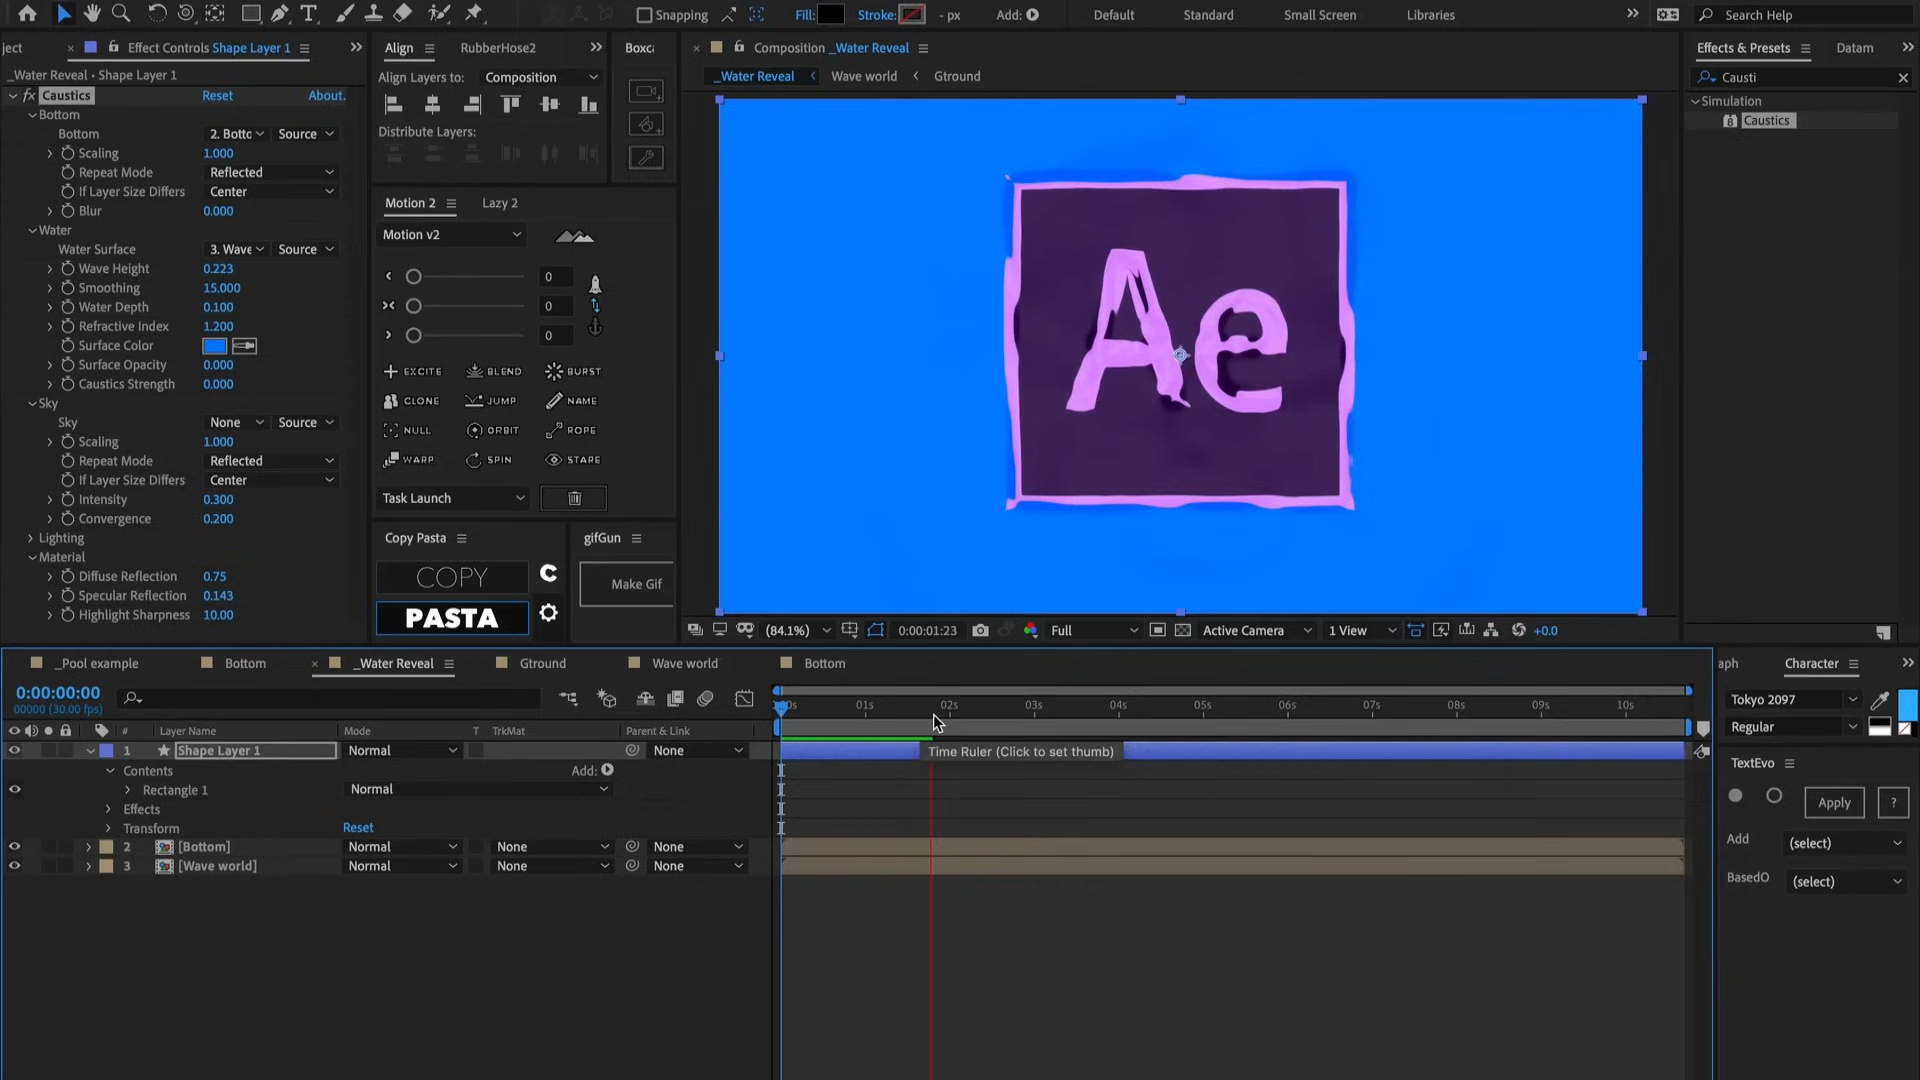 Snapping
Fill:
Stroke:
- px
Add:
Default
Standard
Small Screen
Libraries
Search Help
ject
Effect Controls Shape Layer 1
Align
RubberHose2
Boxca
Composition _Water Reveal
Effects & Presets
Datam
_Water Reveal • Shape Layer 1
Align Layers to:
Composition
_Water Reveal
Wave world
Gtround
Causti
fx Caustics
Reset
About.
Simulation
Caustics
Bottom
Bottom
2. Botto
Source
Distribute Layers:
Scaling
1.000
Repeat Mode
Reflected
If Layer Size Differs
Center
Blur
0.000
Motion 2
Lazy 2
Water
Motion v2
Water Surface
3. Wave
Source
Wave Height
0.223
0
Smoothing
15.000
Water Depth
0.100
0
Refractive Index
1.200
0
Surface Color
Surface Opacity
0.000
EXCITE
BLEND
BURST
Caustics Strength
0.000
CLONE
JUMP
NAME
Sky
Sky
None
Source
NULL
ORBIT
ROPE
Scaling
1.000
Repeat Mode
Reflected
WARP
SPIN
STARE
If Layer Size Differs
Center
Intensity
0.300
Task Launch
Convergence
0.200
Lighting
Copy Pasta
gifGun
Material
Diffuse Reflection
0.75
COPY
C
Make Gif
Specular Reflection
0.143
Highlight Sharpness
10.00
PASTA
Ae
(84.1%)
0:00:01:23
Full
Active Camera
1 View
+0.0
_Pool example
Bottom
_Water Reveal
Gtround
Wave world
Bottom
aph
Character
0:00:00:00
00000 (30.00 fps)
0s
01s
02s
03s
04s
05s
06s
07s
08s
09s
10s
Tokyo 2097
Regular
#
Layer Name
Mode
T
TrkMat
Parent & Link
1
Shape Layer 1
Normal
None
Time Ruler (Click to set thumb)
Contents
Add:
Rectangle 1
Normal
Effects
Transform
Reset
2
[Bottom]
Normal
None
None
3
[Wave world]
Normal
None
None
TextEvo
Apply
?
Add
(select)
BasedO
(select)